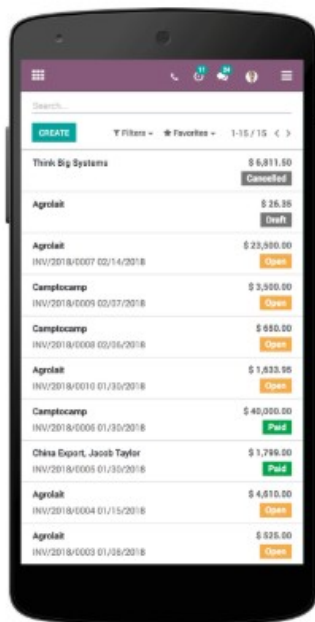 11 24
Search...
CREATE Filters Favorites 1-15 / 15
Think Big Systems $ 6,811.50
Cancelled
Agrolait $ 26.35
Draft
Agrolait $ 23,500.00
INV/2018/0007 02/14/2018 Open
Camptocamp $ 3,500.00
INV/2018/0009 02/07/2018 Open
Camptocamp $ 650.00
INV/2018/0008 02/06/2018 Open
Agrolait $ 1,633.95
INV/2018/0010 01/30/2018 Open
Camptocamp $ 40,000.00
INV/2018/0006 01/30/2018 Paid
China Export, Jacob Taylor $ 1,799.00
INV/2018/0005 01/30/2018 Paid
Agrolait $ 4,610.00
INV/2018/0004 01/15/2018 Open
Agrolait $ 525.00
INV/2018/0003 01/08/2018 Open